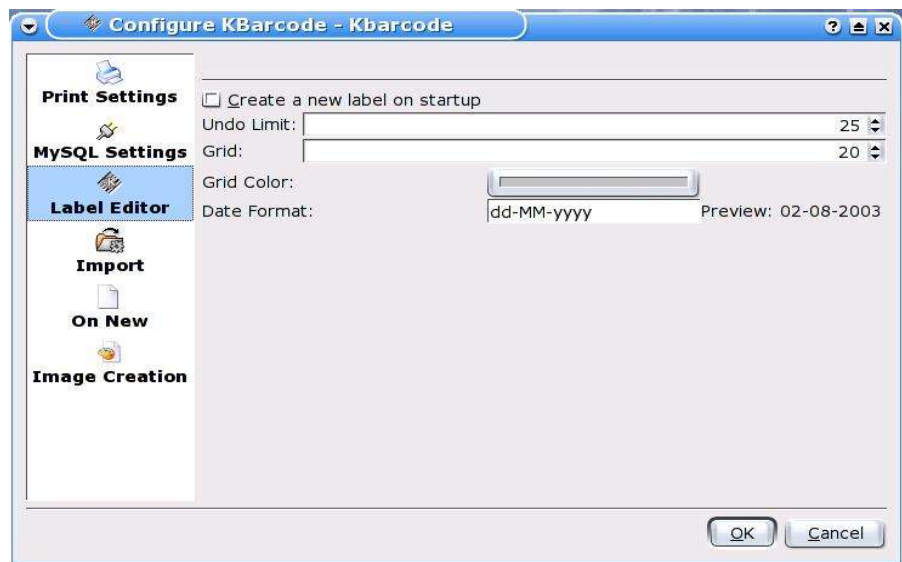 Configure KBarcode - Kbarcode
Print Settings
MySQL Settings
Label Editor
Import
On New
Image Creation
Create a new label on startup
Undo Limit: 25
Grid: 20
Grid Color:
Date Format: dd-MM-yyyy Preview: 02-08-2003
OK Cancel